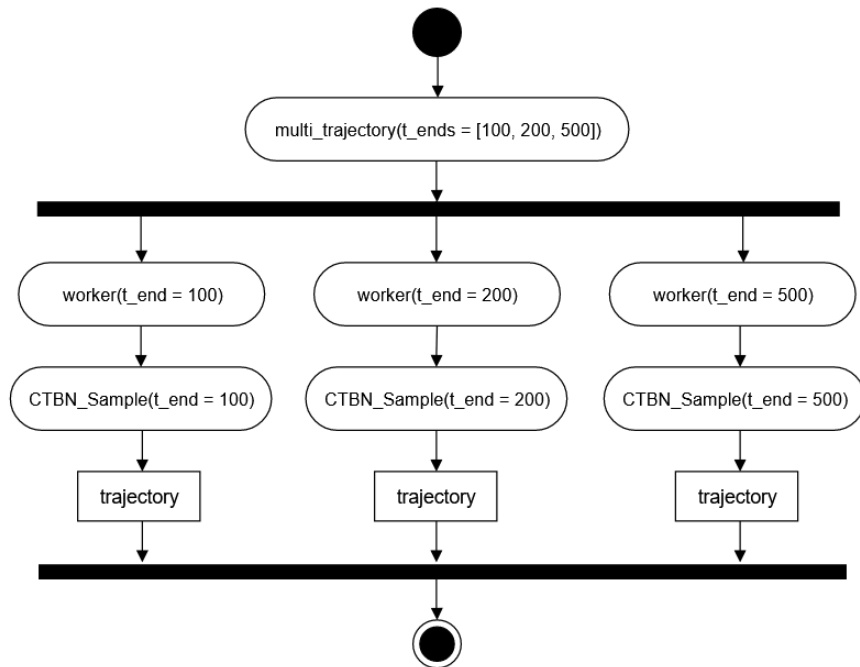 multi_trajectory(t_ends = [100, 200, 500])
worker(t_end = 100)
worker(t_end = 200)
worker(t_end = 500)
CTBN_Sample(t_end = 100)
CTBN_Sample(t_end = 200)
CTBN_Sample(t_end = 500)
trajectory
trajectory
trajectory